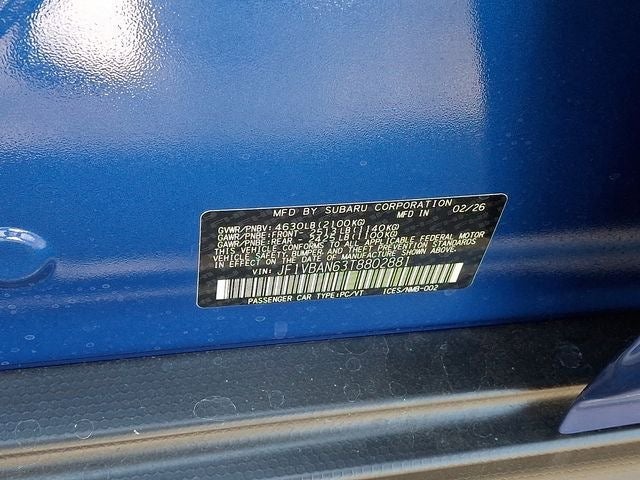 MFD BY SUBARU CORPORATION
MFD IN 02/26
GVWR/PNBV: 4630LB(2100KG)
GAWR/PNBE:FRONT- 2513LB(1140KG)
GAWR/PNBE:REAR - 2425LB(1100KG)
THIS VEHICLE CONFORMS TO ALL APPLICABLE FEDERAL MOTOR
VEHICLE SAFETY,BUMPER AND THEFT PREVENTION STANDARDS
IN EFFECT ON THE DATE OF MANUFACTURE SHOWN ABOVE.
VIN: JF1VBAN63T8802881
PASSENGER CAR TYPE:PC/VT ICES/NMB-002